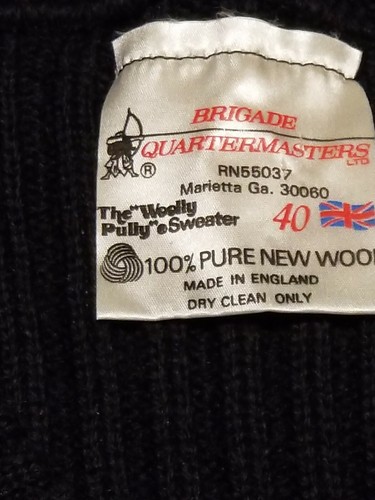 BRIGADE
QUARTERMASTERS LTD
®
RN55037
Marietta Ga. 30060
The "Woolly
Pully"® Sweater 40
100% PURE NEW WOOL
MADE IN ENGLAND
DRY CLEAN ONLY